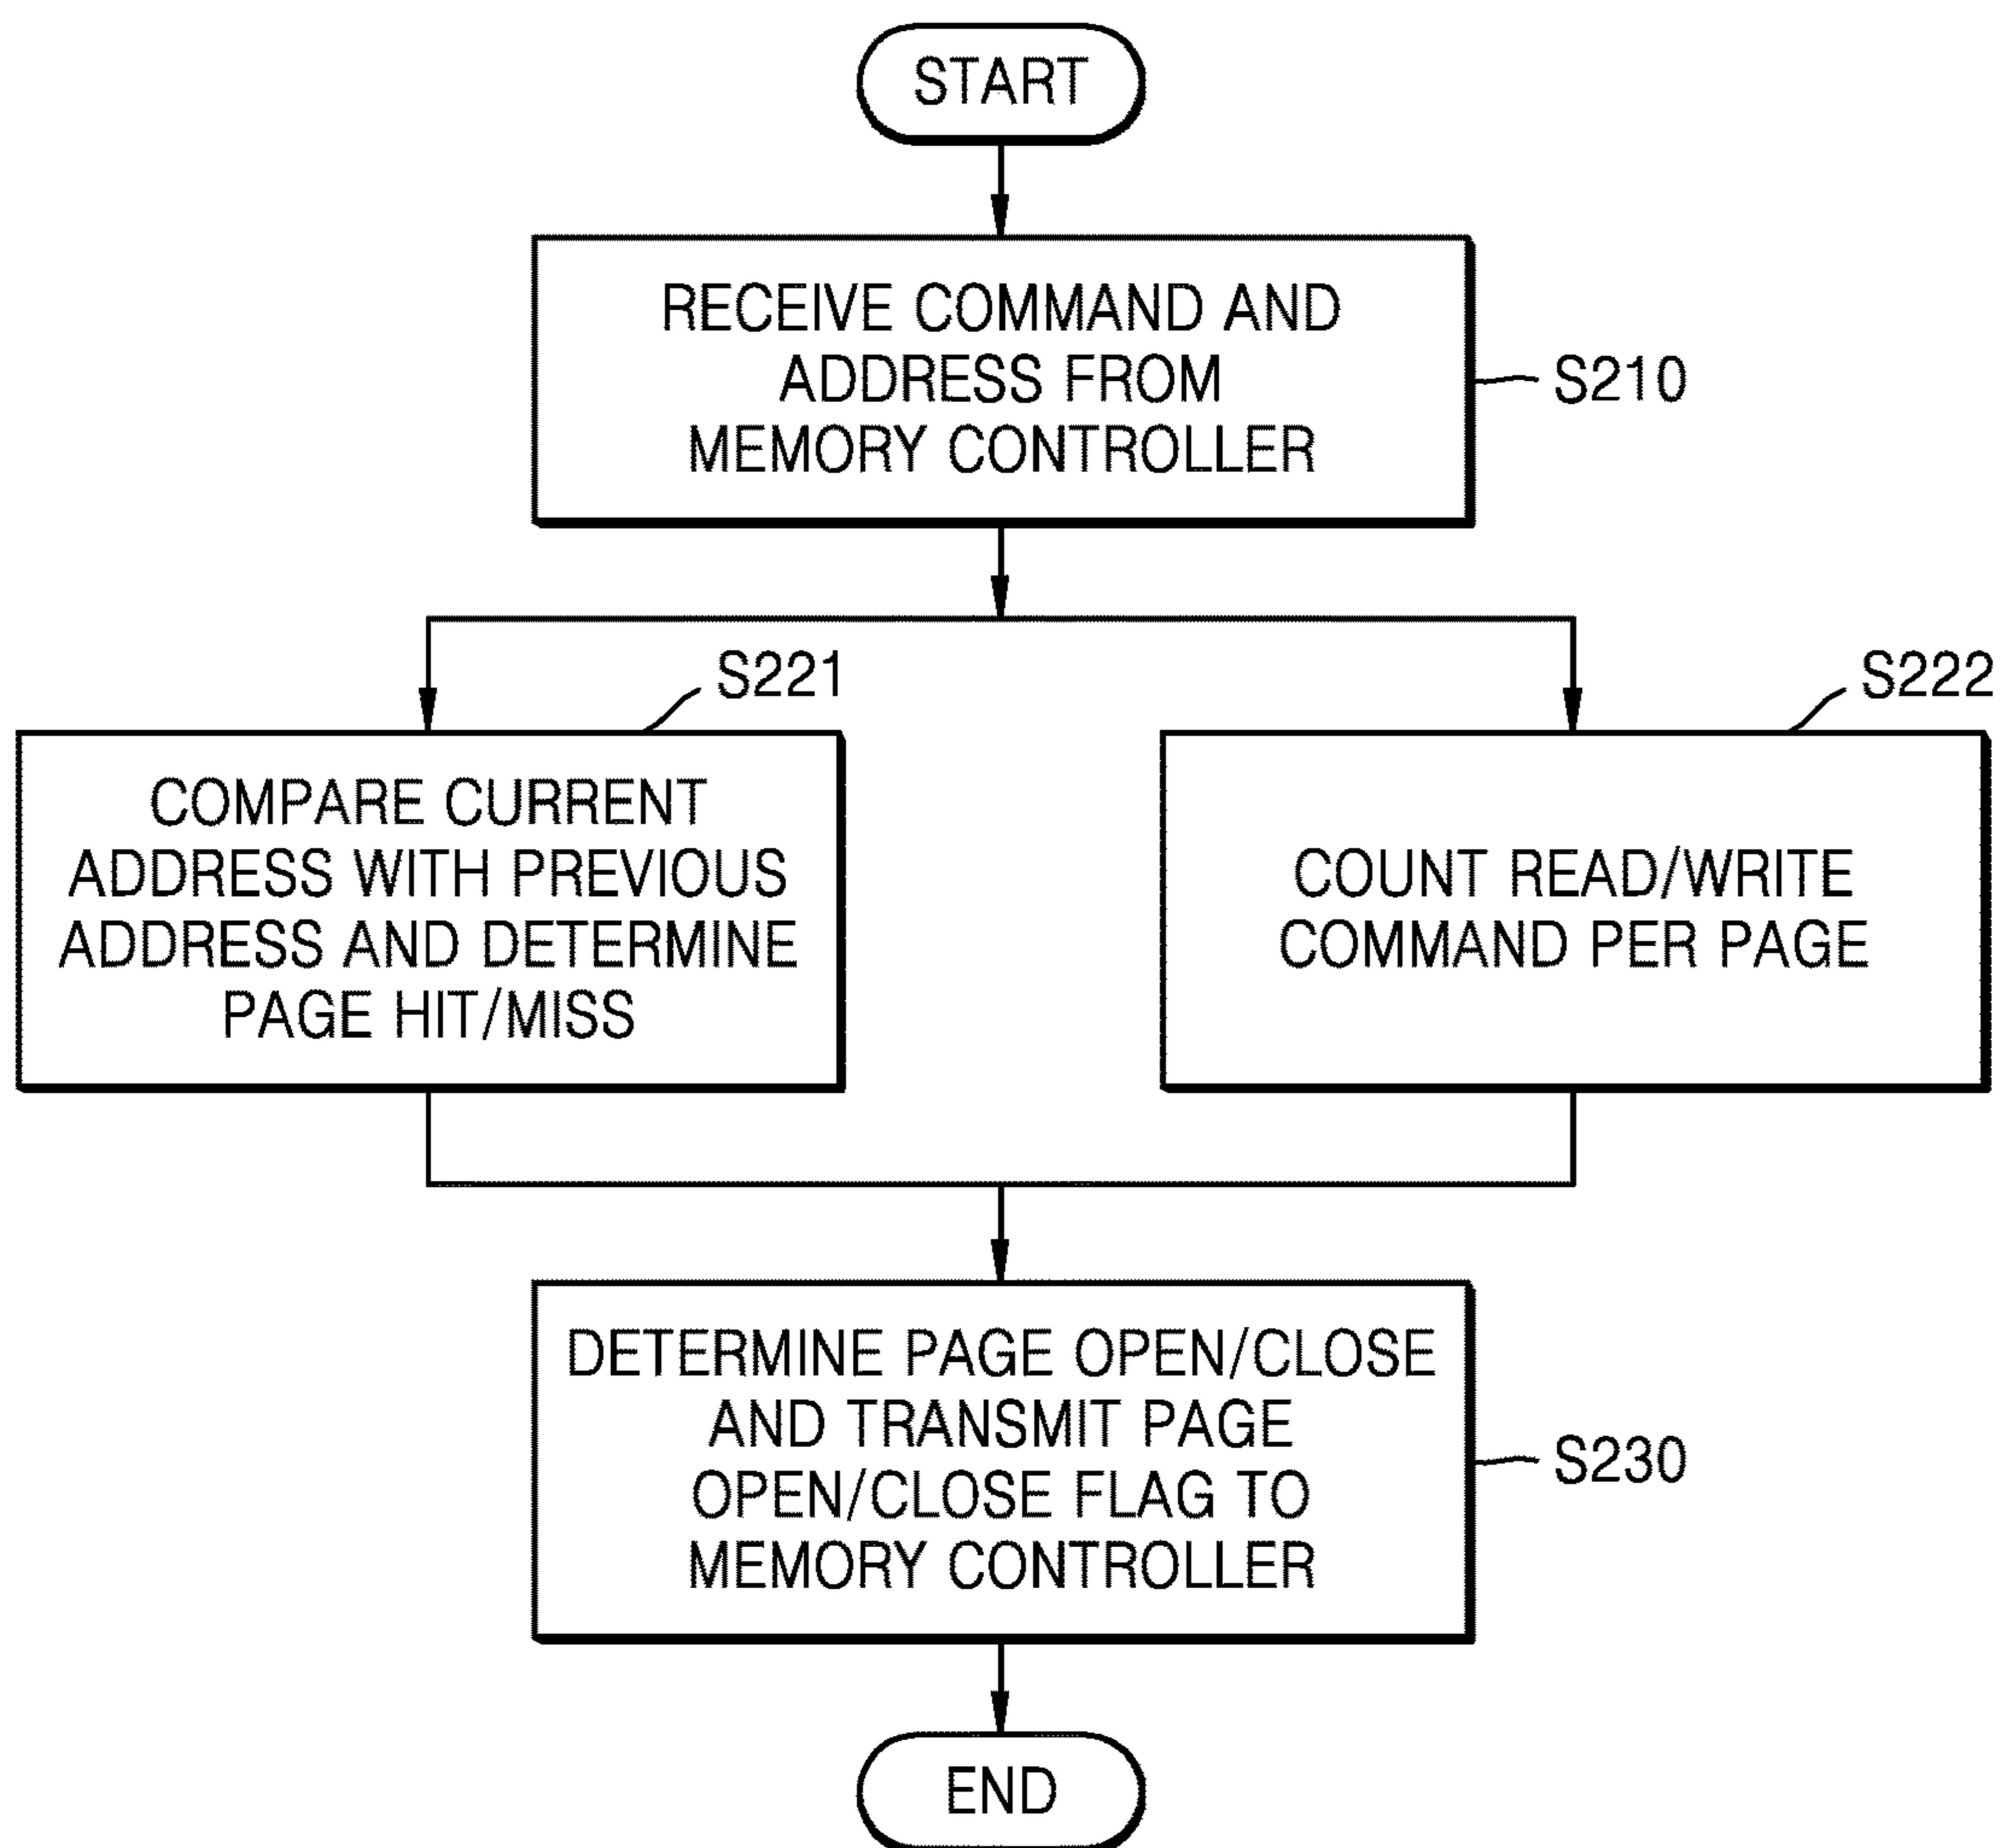 START
RECEIVE COMMAND AND
ADDRESS FROM
MEMORY CONTROLLER
S210
S221
COMPARE CURRENT
ADDRESS WITH PREVIOUS
ADDRESS AND DETERMINE
PAGE HIT/MISS
S222
COUNT READ/WRITE
COMMAND PER PAGE
DETERMINE PAGE OPEN/CLOSE
AND TRANSMIT PAGE
OPEN/CLOSE FLAG TO
MEMORY CONTROLLER
S230
END